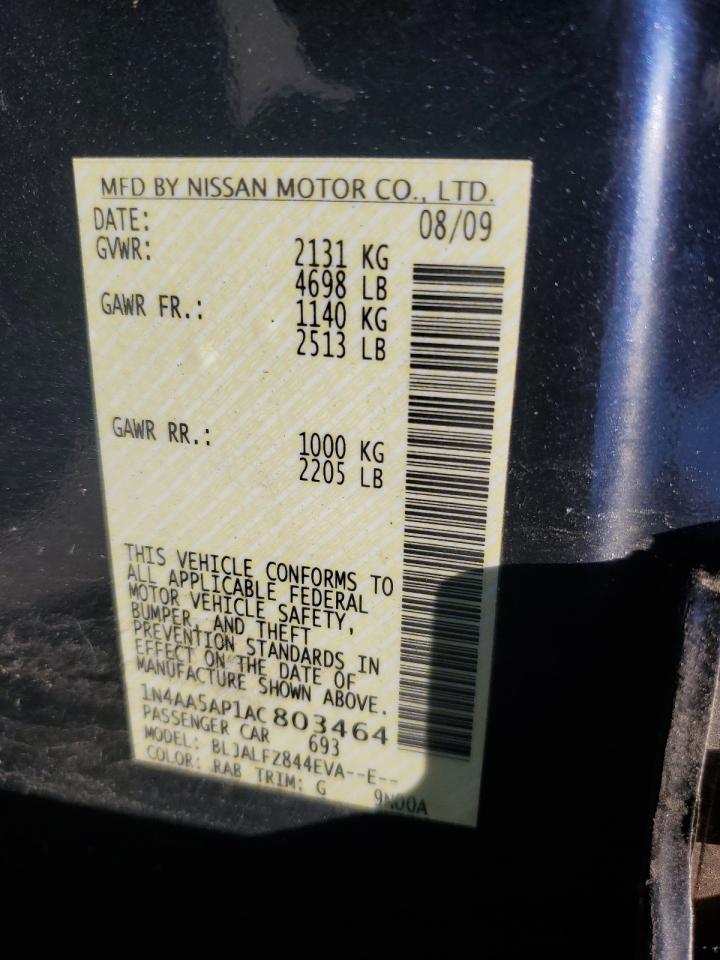 MFD BY NISSAN MOTOR CO., LTD.
DATE: 08/09
GVWR: 2131 KG
4698 LB
GAWR FR.: 1140 KG
2513 LB
GAWR RR.: 1000 KG
2205 LB
THIS VEHICLE CONFORMS TO
ALL APPLICABLE FEDERAL
MOTOR VEHICLE SAFETY,
BUMPER, AND THEFT
PREVENTION STANDARDS IN
EFFECT ON THE DATE OF
MANUFACTURE SHOWN ABOVE.
1N4AA5AP1AC803464
PASSENGER CAR 693
MODEL: BLJALFZ844EVA--E--
COLOR: RAB TRIM: G 9N00A